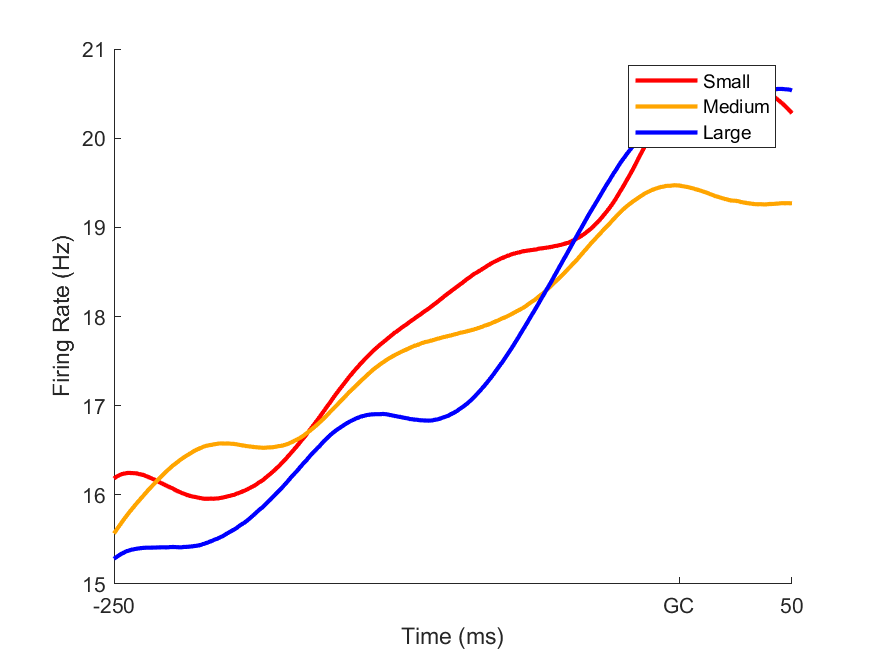 21
20
19
18
17
16
15
Firing Rate (Hz)
Small
Medium
Large
-250
GC
50
Time (ms)